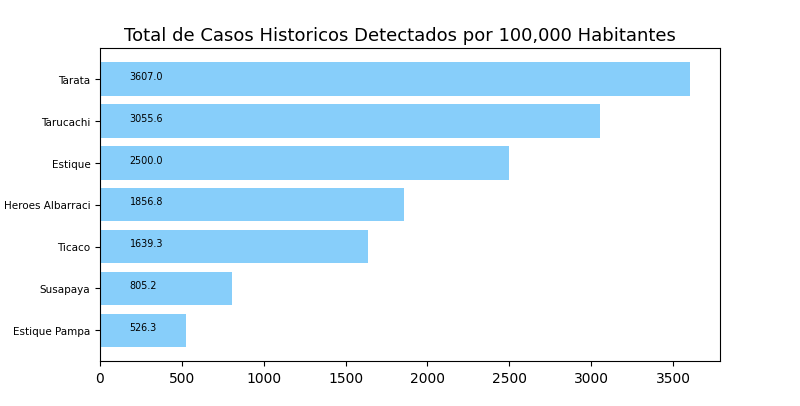 Total de Casos Historicos Detectados por 100,000 Habitantes
Tarata 3607.0
Tarucachi 3055.6
Estique 2500.0
Heroes Albarraci 1856.8
Ticaco 1639.3
Susapaya 805.2
Estique Pampa 526.3
0 500 1000 1500 2000 2500 3000 3500